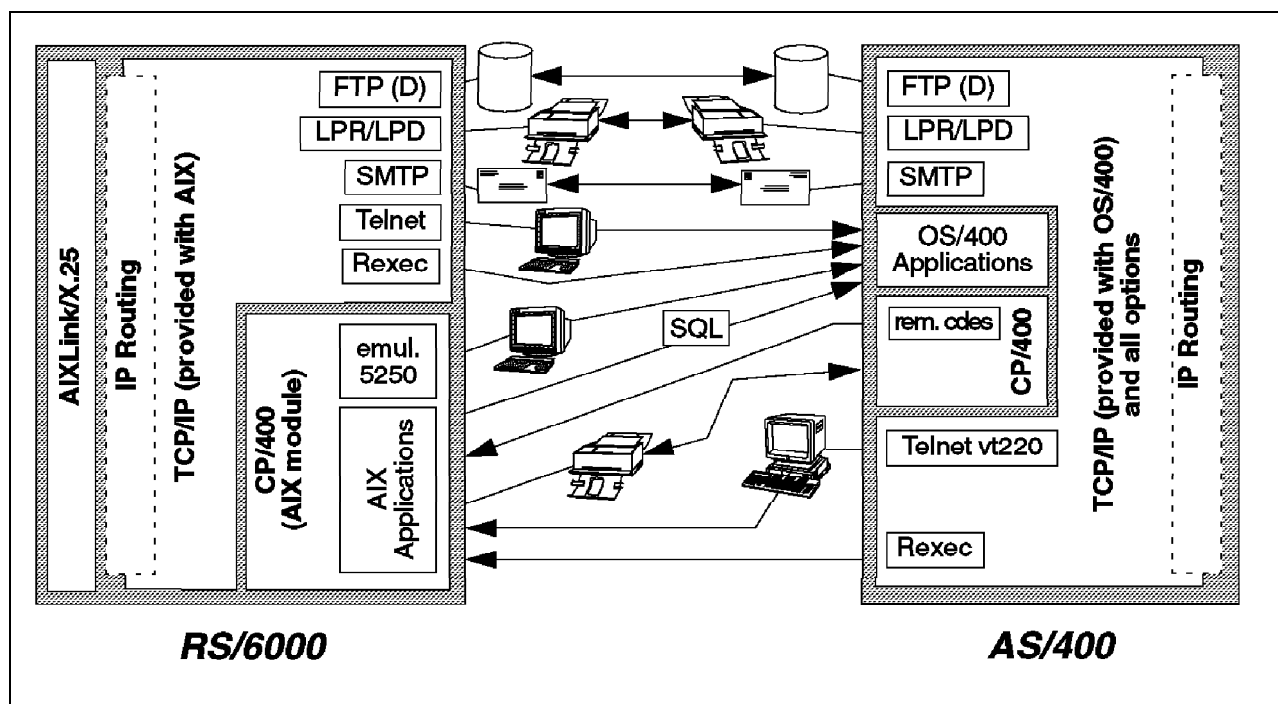 AIXLink/X.25
IP Routing
TCP/IP (provided with AIX)
FTP (D)
LPR/LPD
SMTP
Telnet
Rexec
CP/400
(AIX module)
emul.
5250
AIX
Applications
SQL
FTP (D)
LPR/LPD
SMTP
OS/400
Applications
rem. cdes
CP/400
Telnet vt220
Rexec
TCP/IP (provided with OS/400)
and all options
IP Routing
RS/6000
AS/400